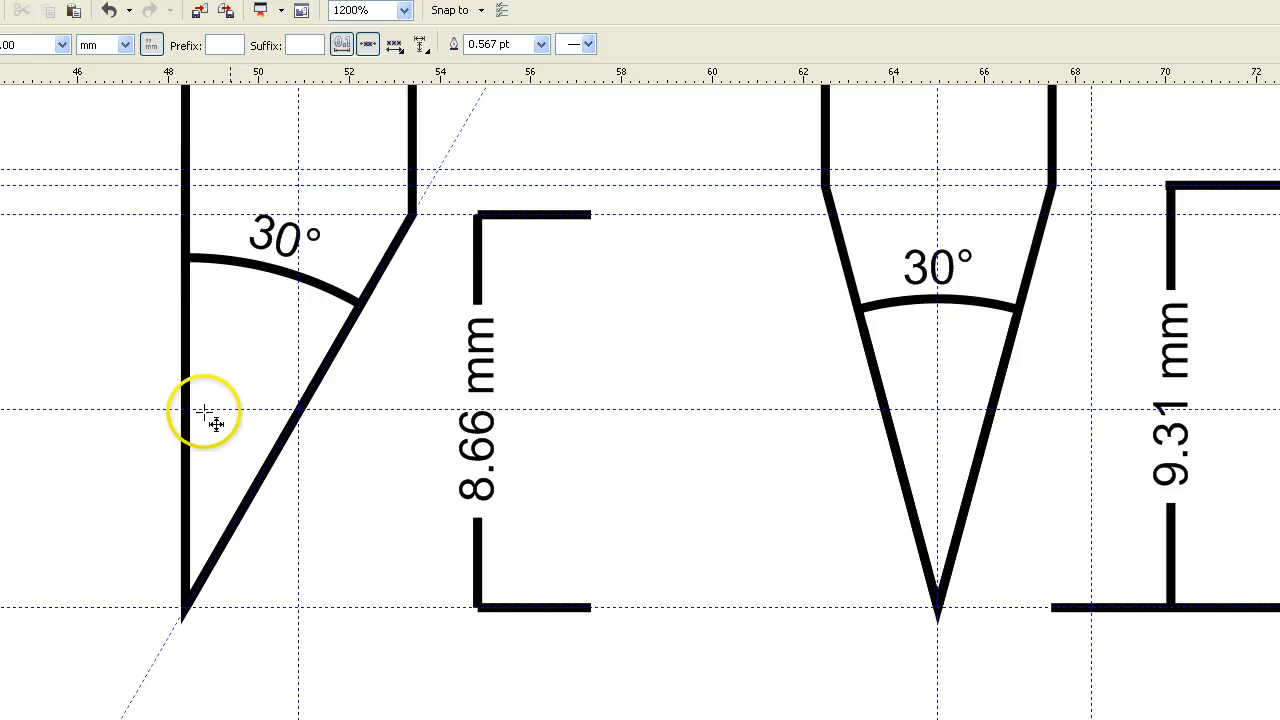 1200% Snap to
.00 mm Prefix: Suffix: 0.567 pt
46 48 50 52 54 56 58 60 62 64 66 68 70 72
30°
30°
8.66 mm
9.31 mm